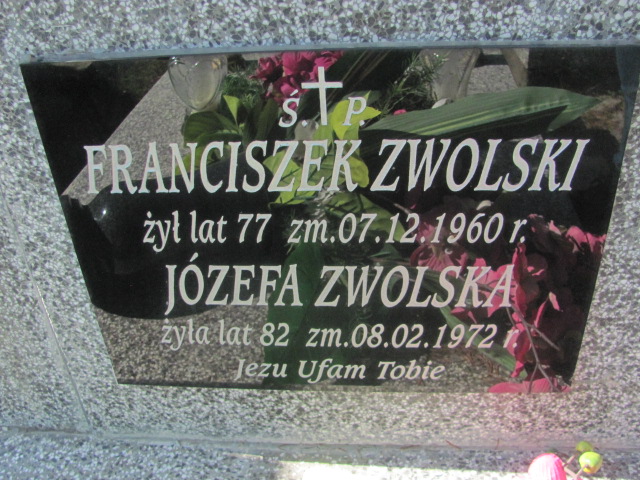 Ś. P.
FRANCISZEK ZWOLSKI
żył lat 77 zm. 07.12.1960 r.
JÓZEFA ZWOLSKA
żyła lat 82 zm. 08.02.1972 r.
Jezu Ufam Tobie